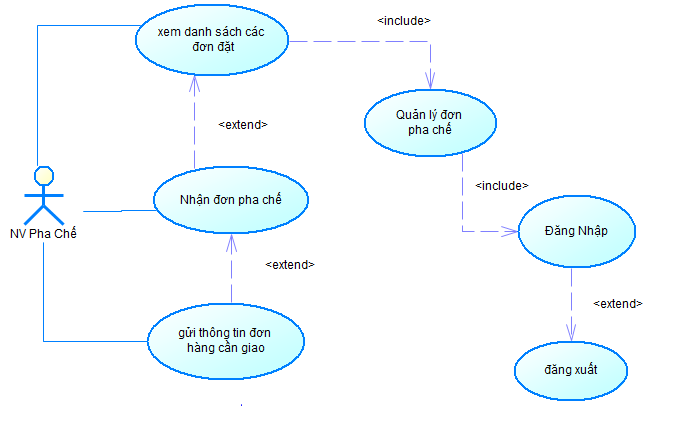 <include>
xem danh sách các
đơn đặt
Quản lý đơn
pha chế
<extend>
<include>
Nhận đơn pha chế
NV Pha Chế
Đăng Nhập
<extend>
<extend>
gửi thông tin đơn
hàng cần giao
đăng xuất